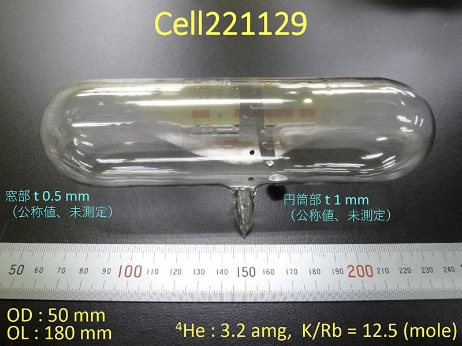 Cell221129
窓部 t 0.5 mm
（公称値、未測定）
円筒部 t 1 mm
（公称値、未測定）
50 60 70 80 90 100 110 120 130 140 150 160 170 180 190 200 210 220 230 240
OD : 50 mm
OL : 180 mm
⁴He : 3.2 amg, K/Rb = 12.5 (mole)